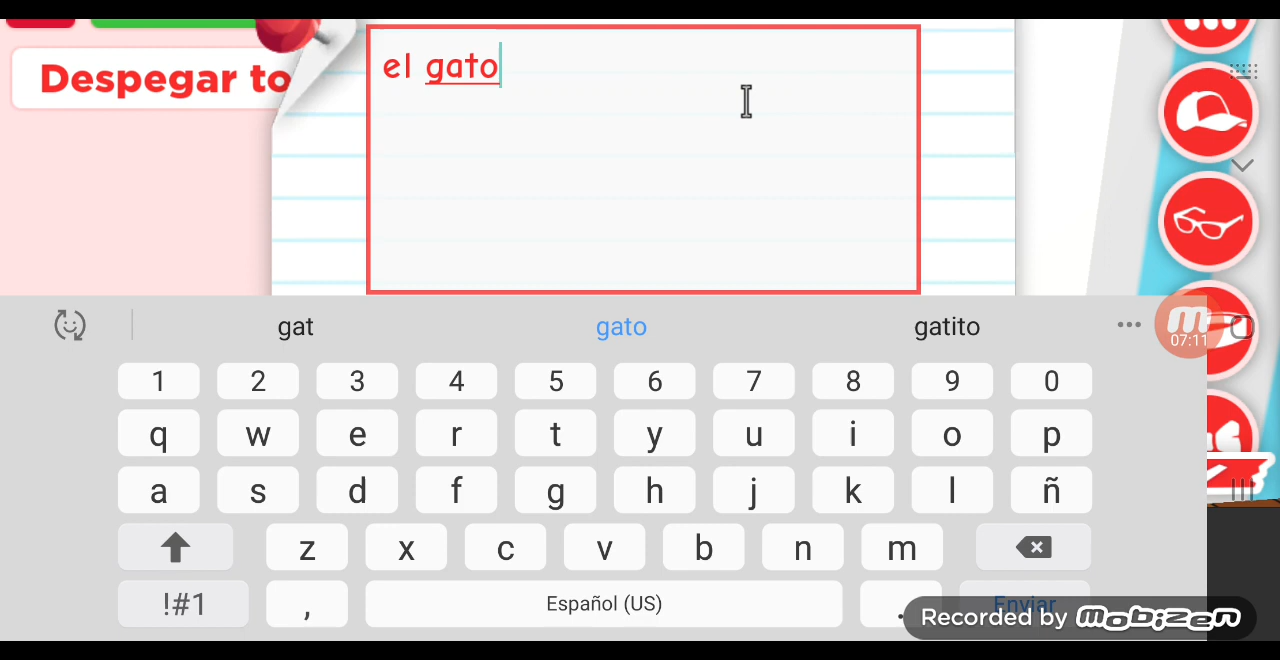 Despegar to
el gato
gat gato gatito
07:11
1 2 3 4 5 6 7 8 9 0
q w e r t y u i o p
a s d f g h j k l ñ
z x c v b n m
!#1 , Español (US) . Enviar
Recorded by mobizen